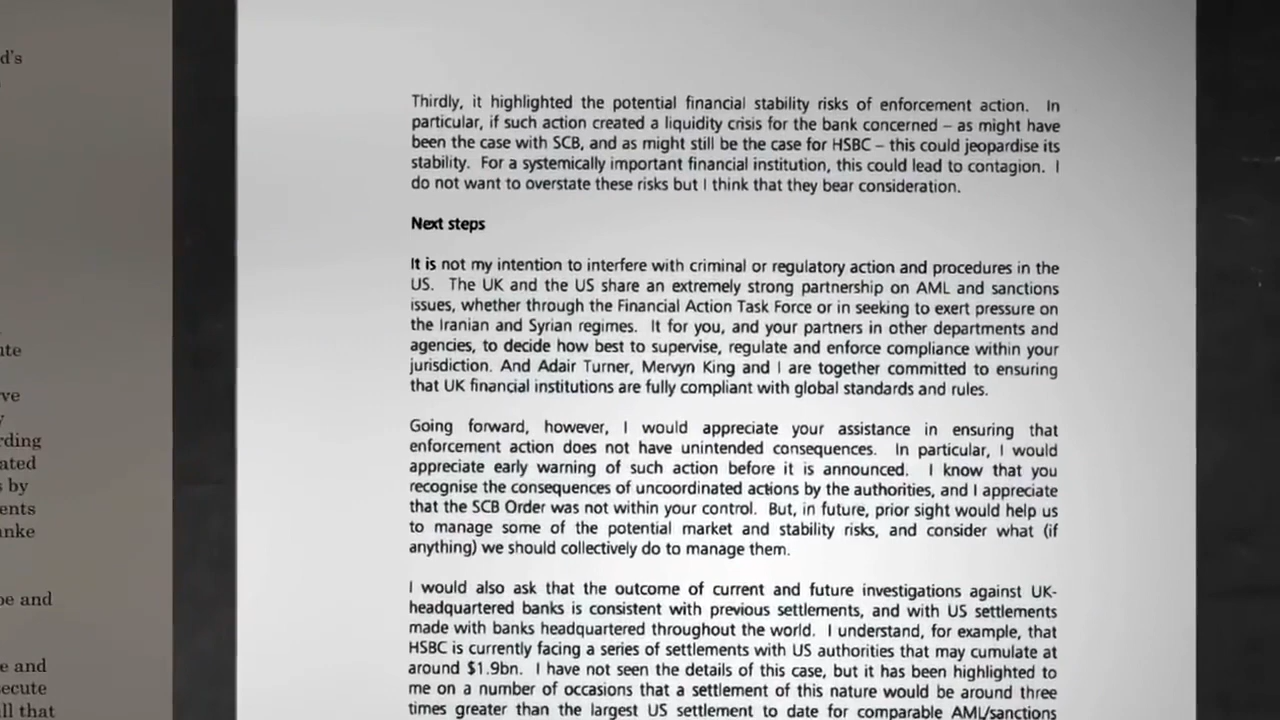 d's
ate
ve
rding
ated
s by
ents
anke
be and
e and
ecute
ll that
Thirdly, it highlighted the potential financial stability risks of enforcement action. In
particular, if such action created a liquidity crisis for the bank concerned – as might have
been the case with SCB, and as might still be the case for HSBC – this could jeopardise its
stability. For a systemically important financial institution, this could lead to contagion. I
do not want to overstate these risks but I think that they bear consideration.
Next steps
It is not my intention to interfere with criminal or regulatory action and procedures in the
US. The UK and the US share an extremely strong partnership on AML and sanctions
issues, whether through the Financial Action Task Force or in seeking to exert pressure on
the Iranian and Syrian regimes. It for you, and your partners in other departments and
agencies, to decide how best to supervise, regulate and enforce compliance within your
jurisdiction. And Adair Turner, Mervyn King and I are together committed to ensuring
that UK financial institutions are fully compliant with global standards and rules.
Going forward, however, I would appreciate your assistance in ensuring that
enforcement action does not have unintended consequences. In particular, I would
appreciate early warning of such action before it is announced. I know that you
recognise the consequences of uncoordinated actions by the authorities, and I appreciate
that the SCB Order was not within your control. But, in future, prior sight would help us
to manage some of the potential market and stability risks, and consider what (if
anything) we should collectively do to manage them.
I would also ask that the outcome of current and future investigations against UK-
headquartered banks is consistent with previous settlements, and with US settlements
made with banks headquartered throughout the world. I understand, for example, that
HSBC is currently facing a series of settlements with US authorities that may cumulate at
around $1.9bn. I have not seen the details of this case, but it has been highlighted to
me on a number of occasions that a settlement of this nature would be around three
times greater than the largest US settlement to date for comparable AML/sanctions